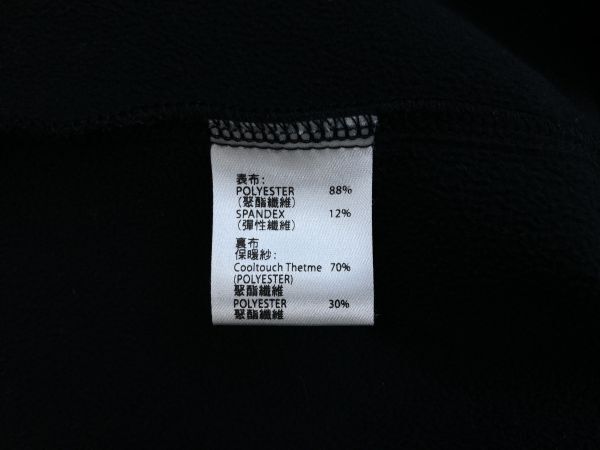 表布:
POLYESTER 88%
(聚酯纖維)
SPANDEX 12%
(彈性纖維)
裏布
保暖紗:
Cooltouch Thetme 70%
(POLYESTER)
聚酯纖維
POLYESTER 30%
聚酯纖維